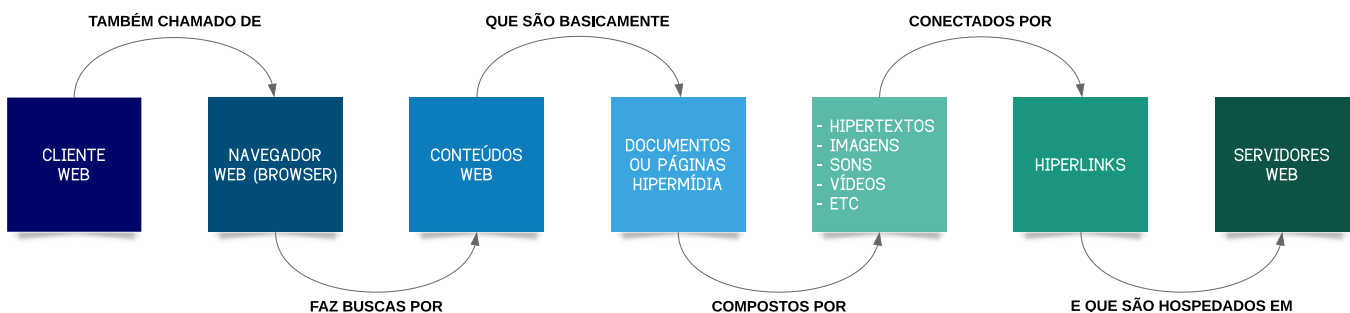 TAMBÉM CHAMADO DE
QUE SÃO BASICAMENTE
CONECTADOS POR
CLIENTE
WEB
NAVEGADOR
WEB (BROWSER)
CONTEÚDOS
WEB
DOCUMENTOS
OU PÁGINAS
HIPERMÍDIA
- HIPERTEXTOS
- IMAGENS
- SONS
- VÍDEOS
- ETC
HIPERLINKS
SERVIDORES
WEB
FAZ BUSCAS POR
COMPOSTOS POR
E QUE SÃO HOSPEDADOS EM